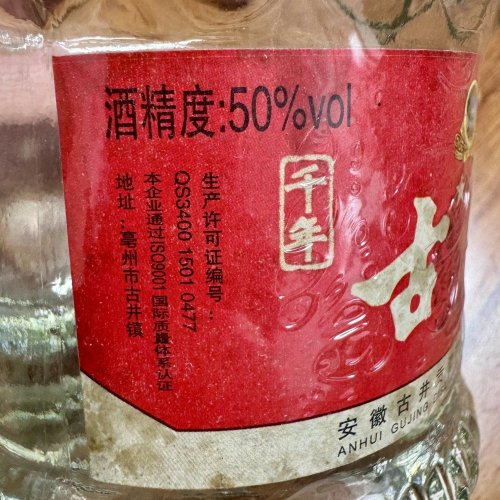 酒精度:50%vol
千年
古
生产许可证编号:
QS3400 1501 0477
本企业通过ISO9001国际质量体系认证
地址:亳州市古井镇
安徽古井
ANHUI GUJING